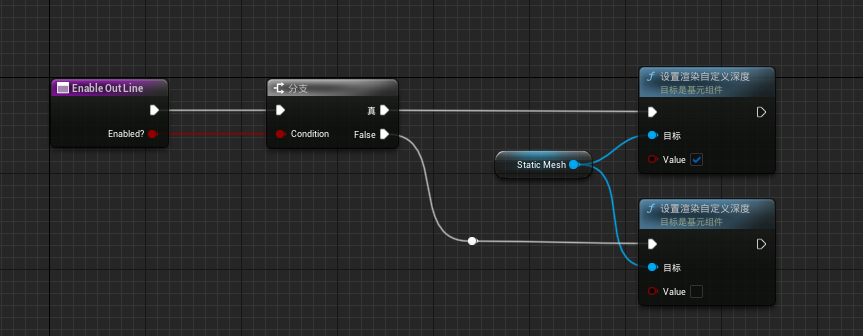 Enable Out Line
Enabled?
分支
真
Condition
False
Static Mesh
设置渲染自定义深度
目标是基元组件
目标
Value
设置渲染自定义深度
目标是基元组件
目标
Value